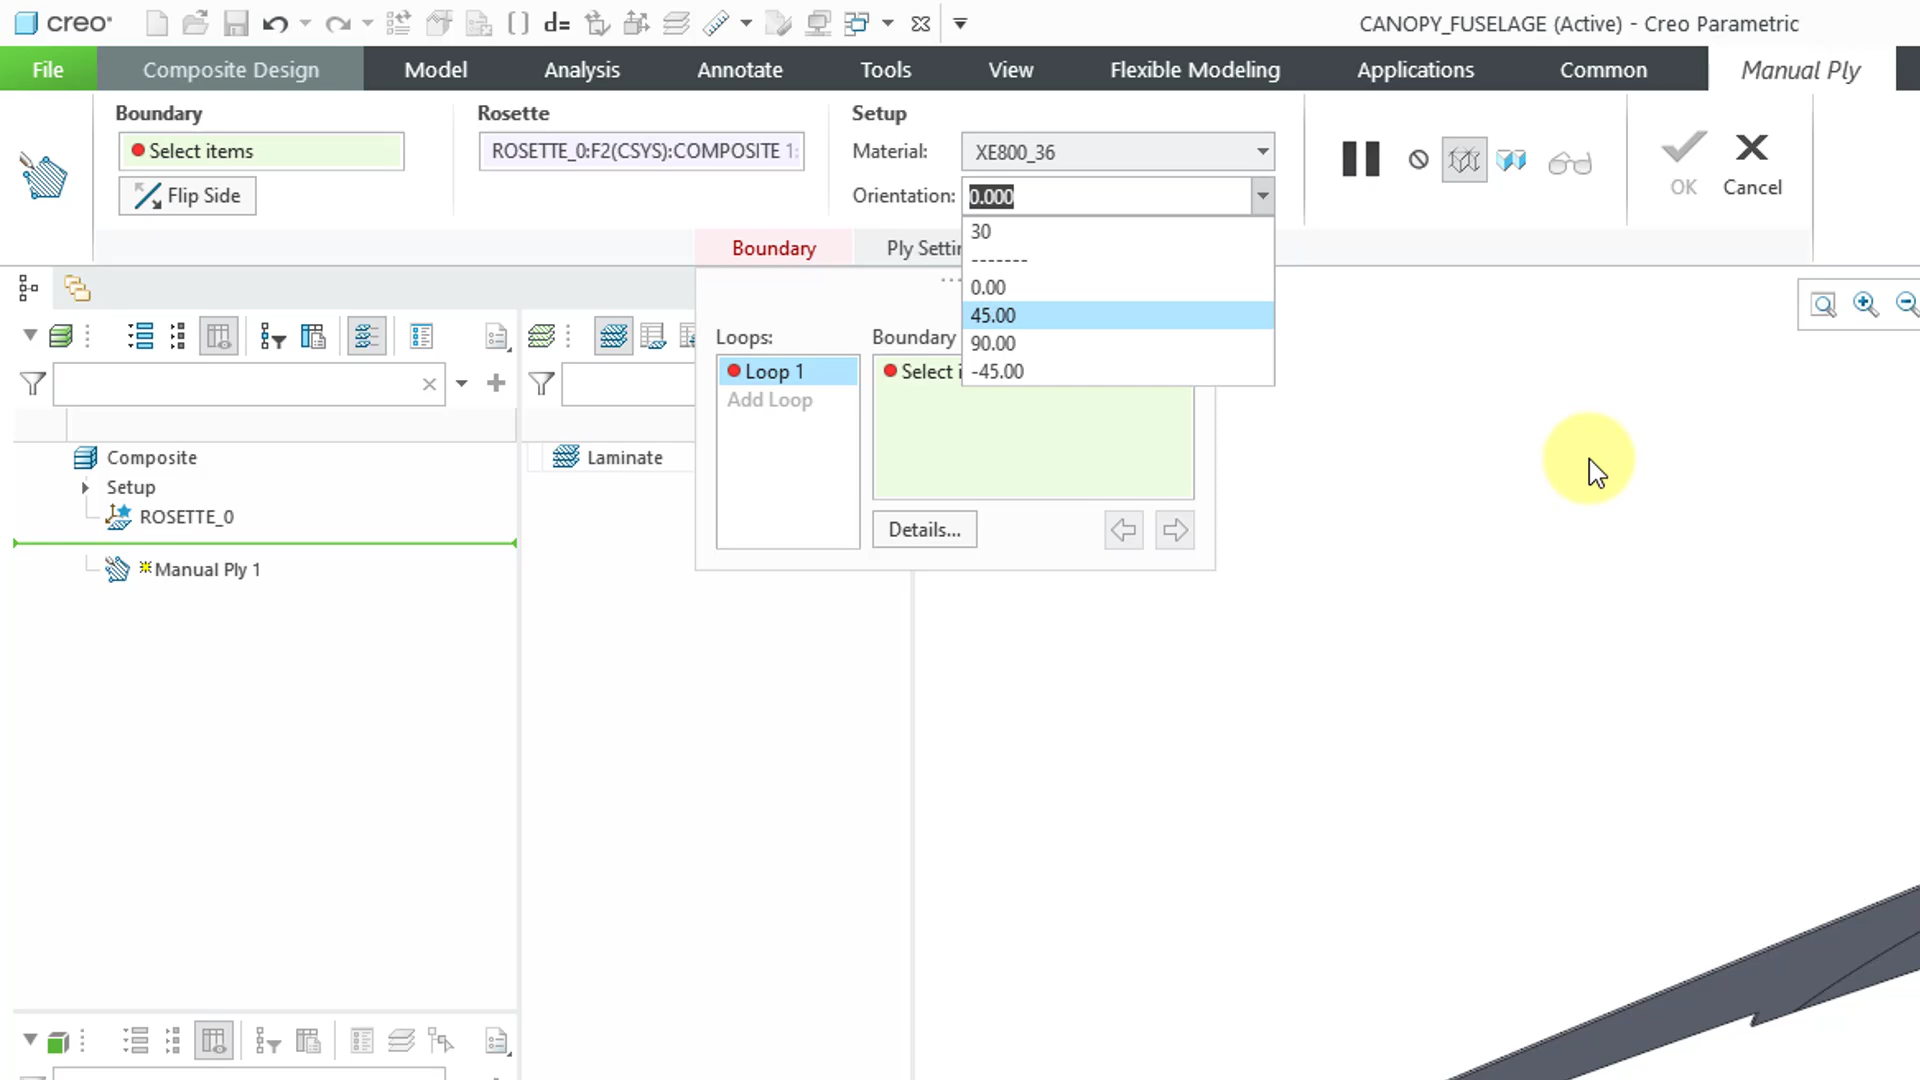 creo
d=
CANOPY_FUSELAGE (Active) - Creo Parametric
File
Composite Design
Model
Analysis
Annotate
Tools
View
Flexible Modeling
Applications
Common
Manual Ply
Boundary
Select items
Flip Side
Rosette
ROSETTE_0:F2(CSYS):COMPOSITE 1:
Setup
Material:
XE800_36
Orientation:
0.000
30
-------
0.00
45.00
90.00
-45.00
OK
Cancel
Boundary
Ply Settin
Loops:
Loop 1
Add Loop
Boundary
Select i
Details...
Composite
Setup
ROSETTE_0
Manual Ply 1
Laminate